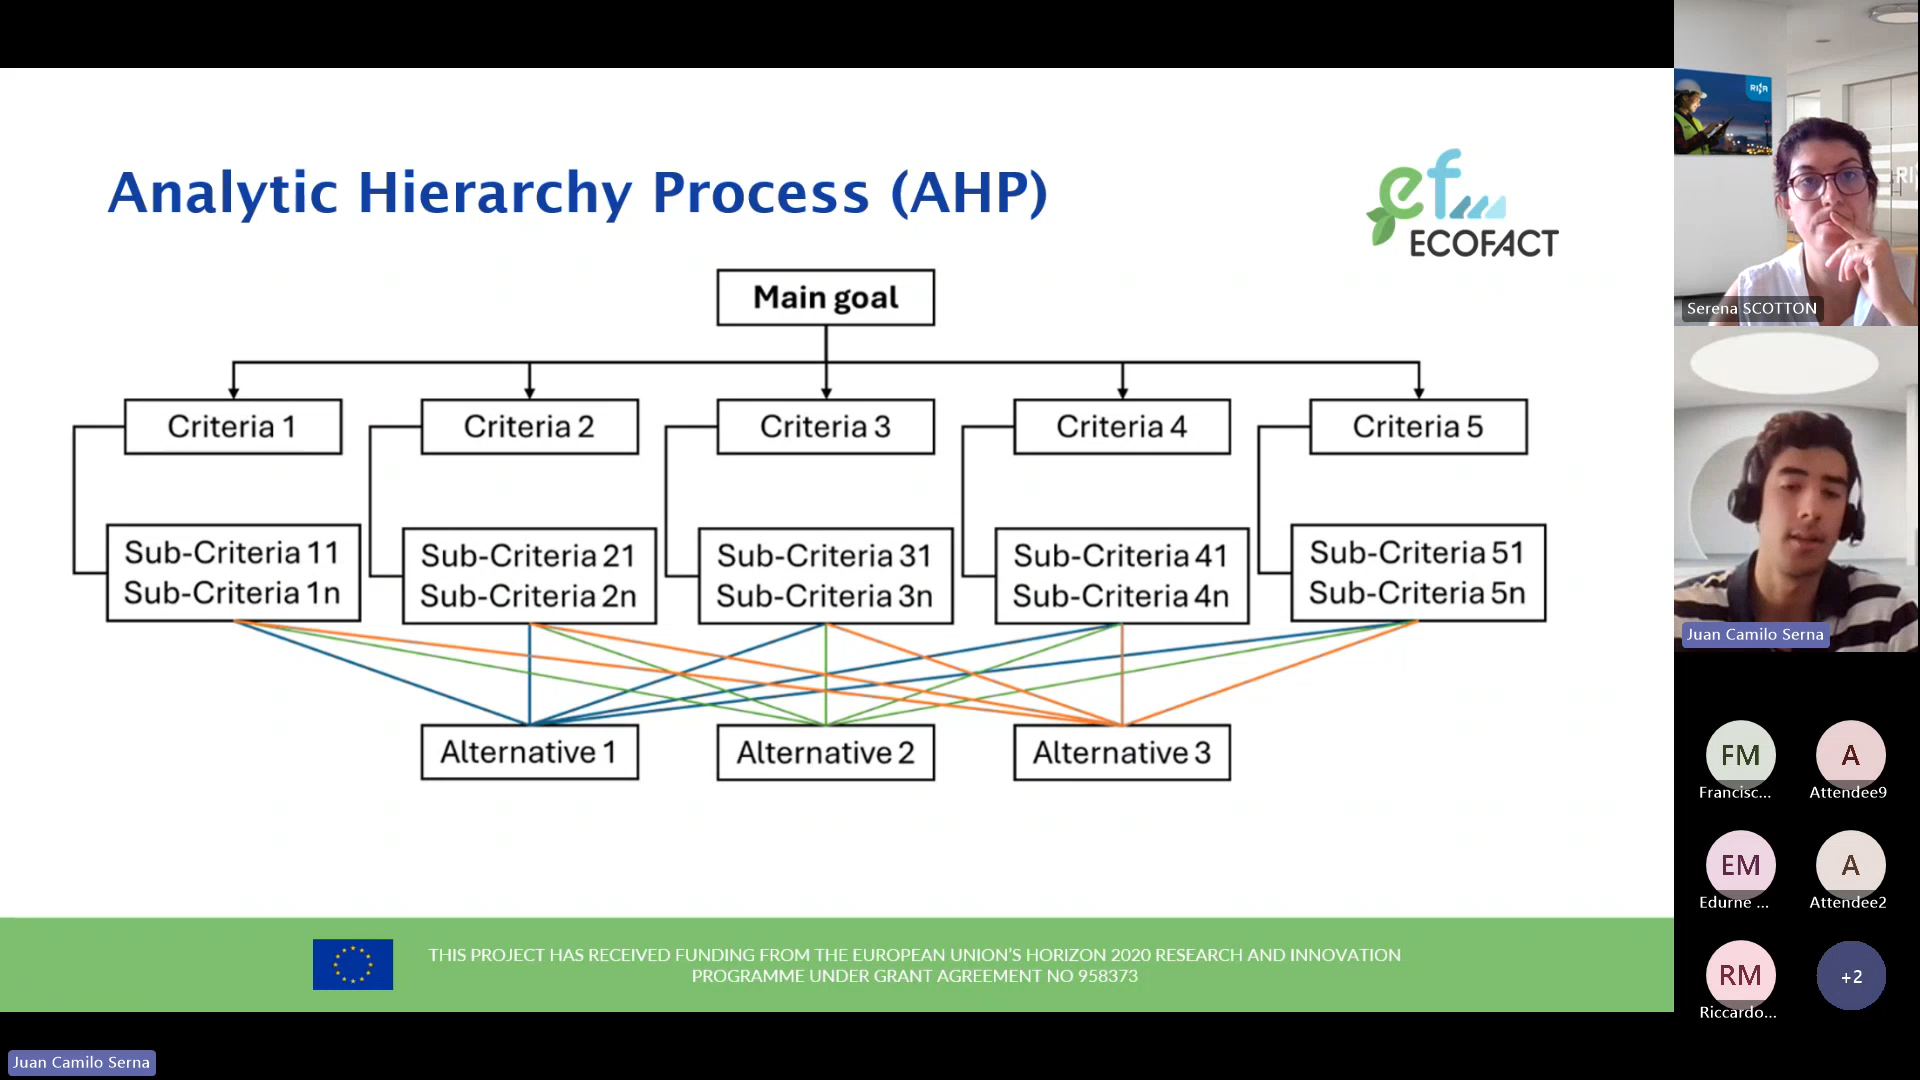 Analytic Hierarchy Process (AHP)
ef
ECOFACT
Main goal
Criteria 1
Criteria 2
Criteria 3
Criteria 4
Criteria 5
Sub-Criteria 11
Sub-Criteria 1n
Sub-Criteria 21
Sub-Criteria 2n
Sub-Criteria 31
Sub-Criteria 3n
Sub-Criteria 41
Sub-Criteria 4n
Sub-Criteria 51
Sub-Criteria 5n
Alternative 1
Alternative 2
Alternative 3
THIS PROJECT HAS RECEIVED FUNDING FROM THE EUROPEAN UNION'S HORIZON 2020 RESEARCH AND INNOVATION
PROGRAMME UNDER GRANT AGREEMENT NO 958373
Juan Camilo Serna
RINA
Serena SCOTTON
Juan Camilo Serna
FM
Francisc...
A
Attendee9
EM
Edurne ...
A
Attendee2
RM
Riccardo...
+2